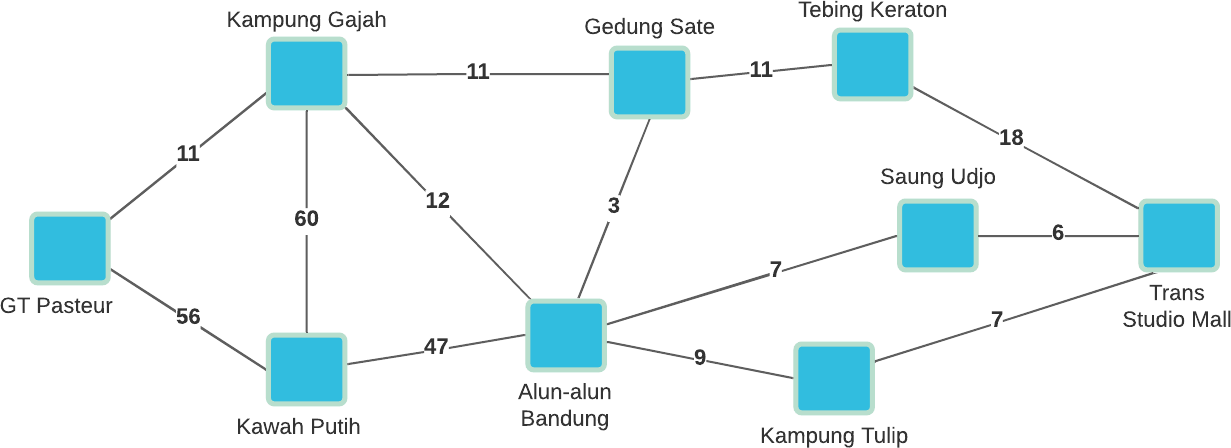 Kampung Gajah
Gedung Sate
Tebing Keraton
11
11
11
18
12
60
3
Saung Udjo
7
6
GT Pasteur
Trans
Studio Mall
56
47
9
7
Alun-alun
Bandung
Kawah Putih
Kampung Tulip